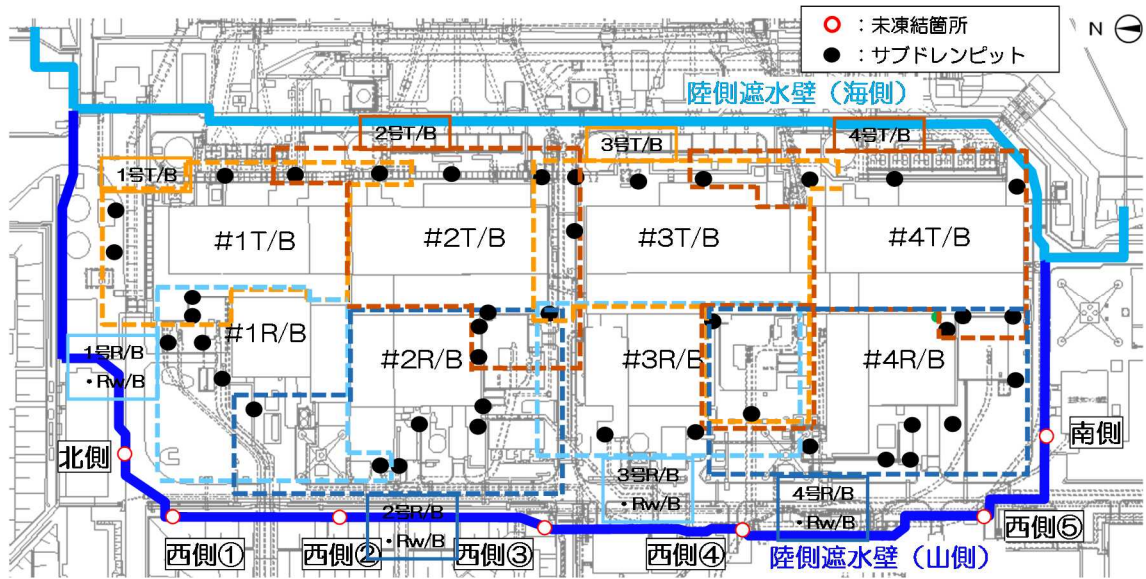 N
：未凍結箇所
：サブドレンピット
陸側遮水壁（海側）
2号T/B
3号T/B
4号T/B
1号T/B
#1T/B
#2T/B
#3T/B
#4T/B
#1R/B
#2R/B
#3R/B
#4R/B
1号R/B
・Rw/B
北側
南側
3号R/B
・Rw/B
4号R/B
・Rw/B
2号R/B
・Rw/B
西側①
西側②
西側③
西側④
西側⑤
陸側遮水壁（山側）